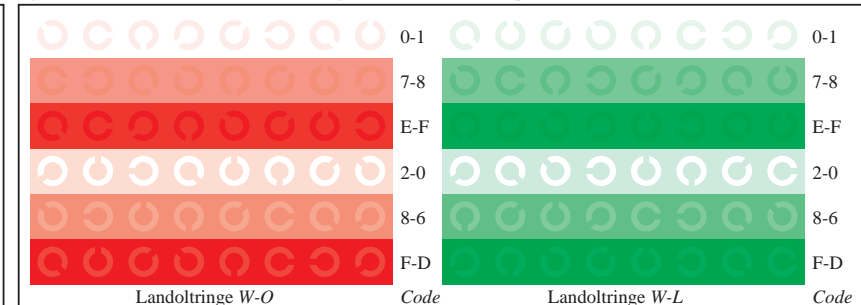 0-1 0-1
7-8 7-8
E-F E-F
2-0 2-0
8-6 8-6
F-D F-D
Landoltringe W-O Code Landoltringe W-L Code